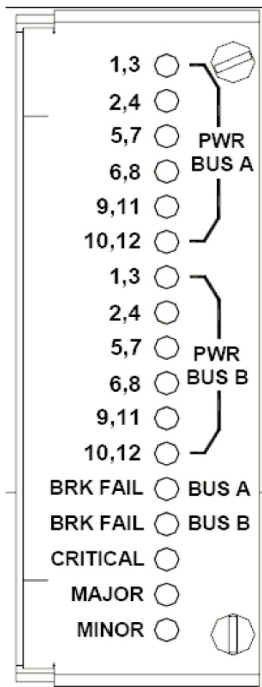 1,3
2,4
5,7 PWR
6,8 BUS A
9,11
10,12
1,3
2,4
5,7 PWR
6,8 BUS B
9,11
10,12
BRK FAIL BUS A
BRK FAIL BUS B
CRITICAL
MAJOR
MINOR